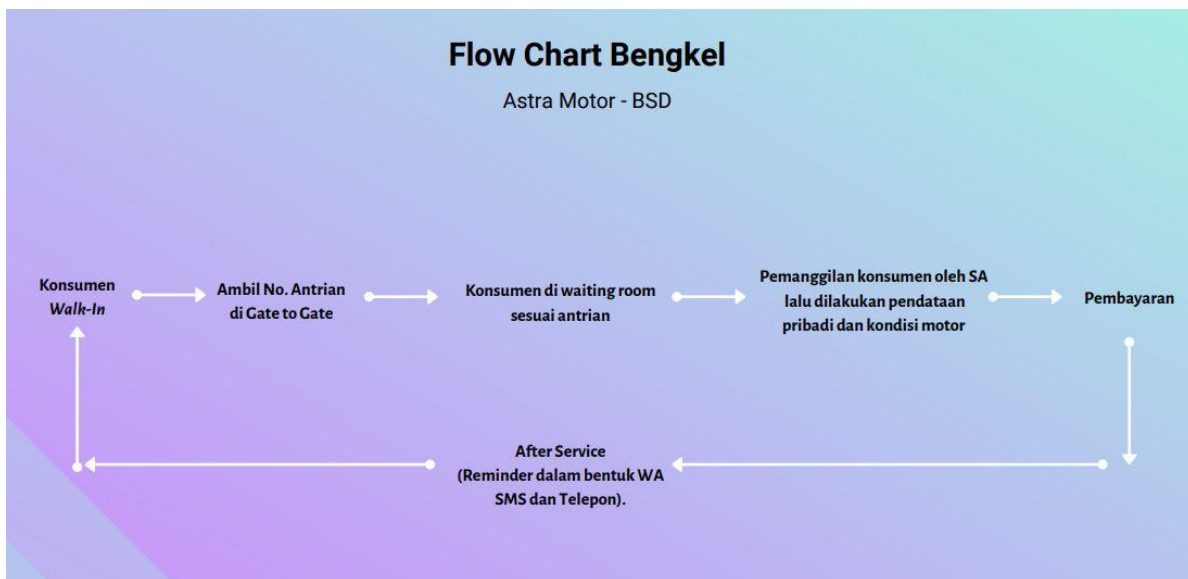 Flow Chart Bengkel
Astra Motor - BSD
Konsumen
Walk-In
Ambil No. Antrian
di Gate to Gate
Konsumen di waiting room
sesuai antrian
Pemanggilan konsumen oleh SA
lalu dilakukan pendataan
pribadi dan kondisi motor
Pembayaran
After Service
(Reminder dalam bentuk WA
SMS dan Telepon).